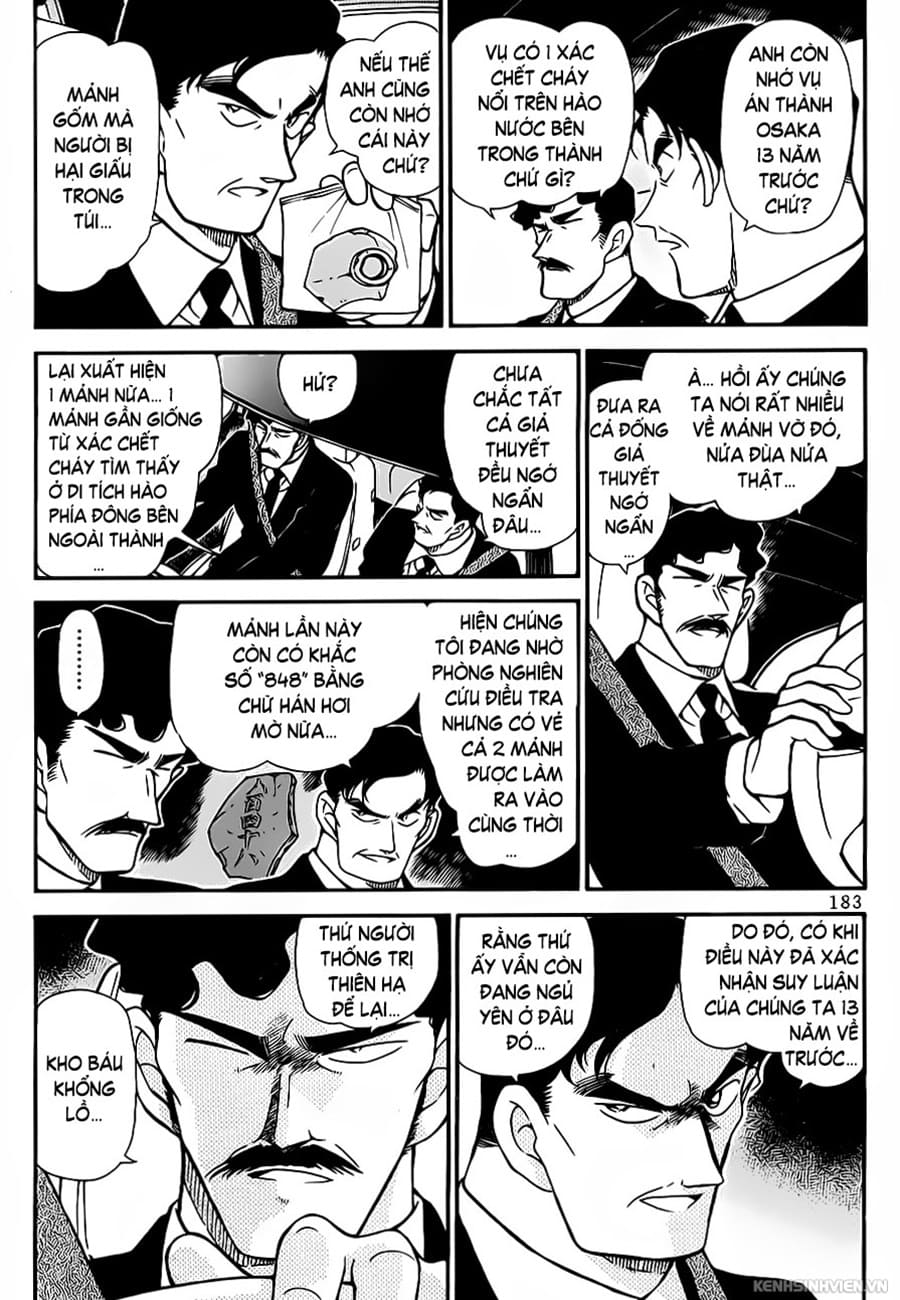 ANH CÒN
NHỚ VỤ
ÁN THÀNH
OSAKA
13 NĂM
TRƯỚC
CHỨ?
VỤ CÓ 1 XÁC
CHẾT CHÁY
NỔI TRÊN HÀO
NƯỚC BÊN
TRONG THÀNH
CHỨ GÌ?
NẾU THẾ
ANH CŨNG
CÒN NHỚ
CÁI NÀY
CHỨ?
MẢNH
GỐM MÀ
NGƯỜI BỊ
HẠI GIẤU
TRONG
TÚI...
À... HỒI ẤY CHÚNG
TA NÓI RẤT NHIỀU
VỀ MẢNH VỠ ĐÓ,
NỬA ĐÙA NỬA
THẬT...
ĐƯA RA
CẢ ĐỐNG
GIẢ
THUYẾT
NGỚ
NGẨN
...
CHƯA
CHẮC TẤT
CẢ GIẢ
THUYẾT
ĐỀU NGỚ
NGẨN
ĐÂU...
HỬ?
LẠI XUẤT HIỆN
1 MẢNH NỮA... 1
MẢNH GẦN GIỐNG
TỪ XÁC CHẾT
CHÁY TÌM THẤY
Ở DI TÍCH HÀO
PHÍA ĐÔNG BÊN
NGOÀI THÀNH
...
HIỆN CHÚNG
TÔI ĐANG NHỜ
PHÒNG NGHIÊN
CỨU ĐIỀU TRA
NHƯNG CÓ VẺ
CẢ 2 MẢNH
ĐƯỢC LÀM
RA VÀO
CÙNG THỜI
...
MẢNH LẦN NÀY
CÒN CÓ KHẮC
SỐ "848" BẰNG
CHỮ HÁN HƠI
MỜ NỮA...
八百四十八
.........
183
DO ĐÓ, CÓ KHI
ĐIỀU NÀY ĐÃ XÁC
NHẬN SUY LUẬN
CỦA CHÚNG TA 13
NĂM VỀ
TRƯỚC...
RẰNG THỨ
ẤY VẪN CÒN
ĐANG NGỦ
YÊN Ở ĐÂU
ĐÓ...
THỨ NGƯỜI
THỐNG TRỊ
THIÊN HẠ
ĐỂ LẠI...
KHO BÁU
KHỔNG
LỒ...
KENHSINHVIEN.VN